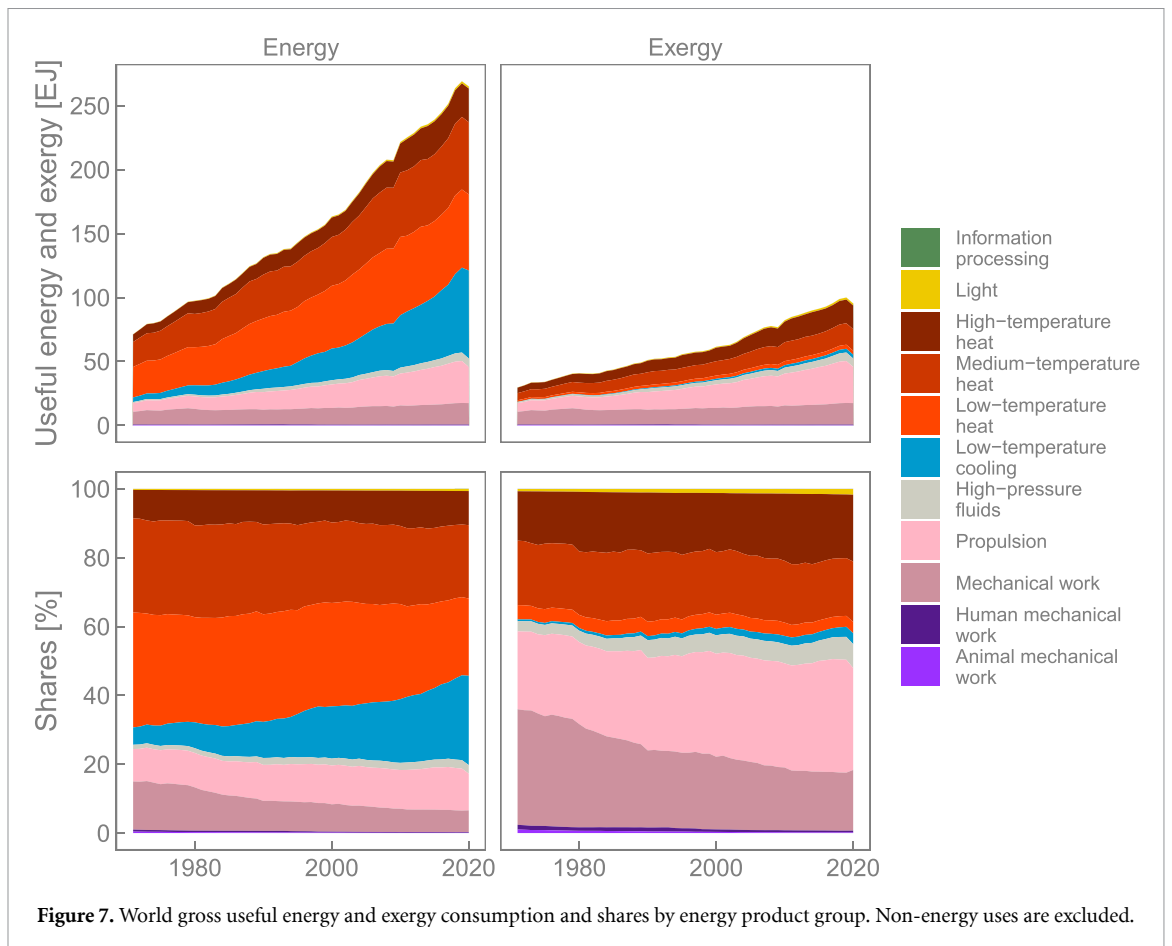 Energy
Exergy
Useful energy and exergy [EJ]
250
200
150
100
50
0
Shares [%]
100
80
60
40
20
0
1980
2000
2020
1980
2000
2020
Information
processing
Light
High−temperature
heat
Medium−temperature
heat
Low−temperature
heat
Low−temperature
cooling
High−pressure
fluids
Propulsion
Mechanical work
Human mechanical
work
Animal mechanical
work
Figure 7. World gross useful energy and exergy consumption and shares by energy product group. Non-energy uses are excluded.